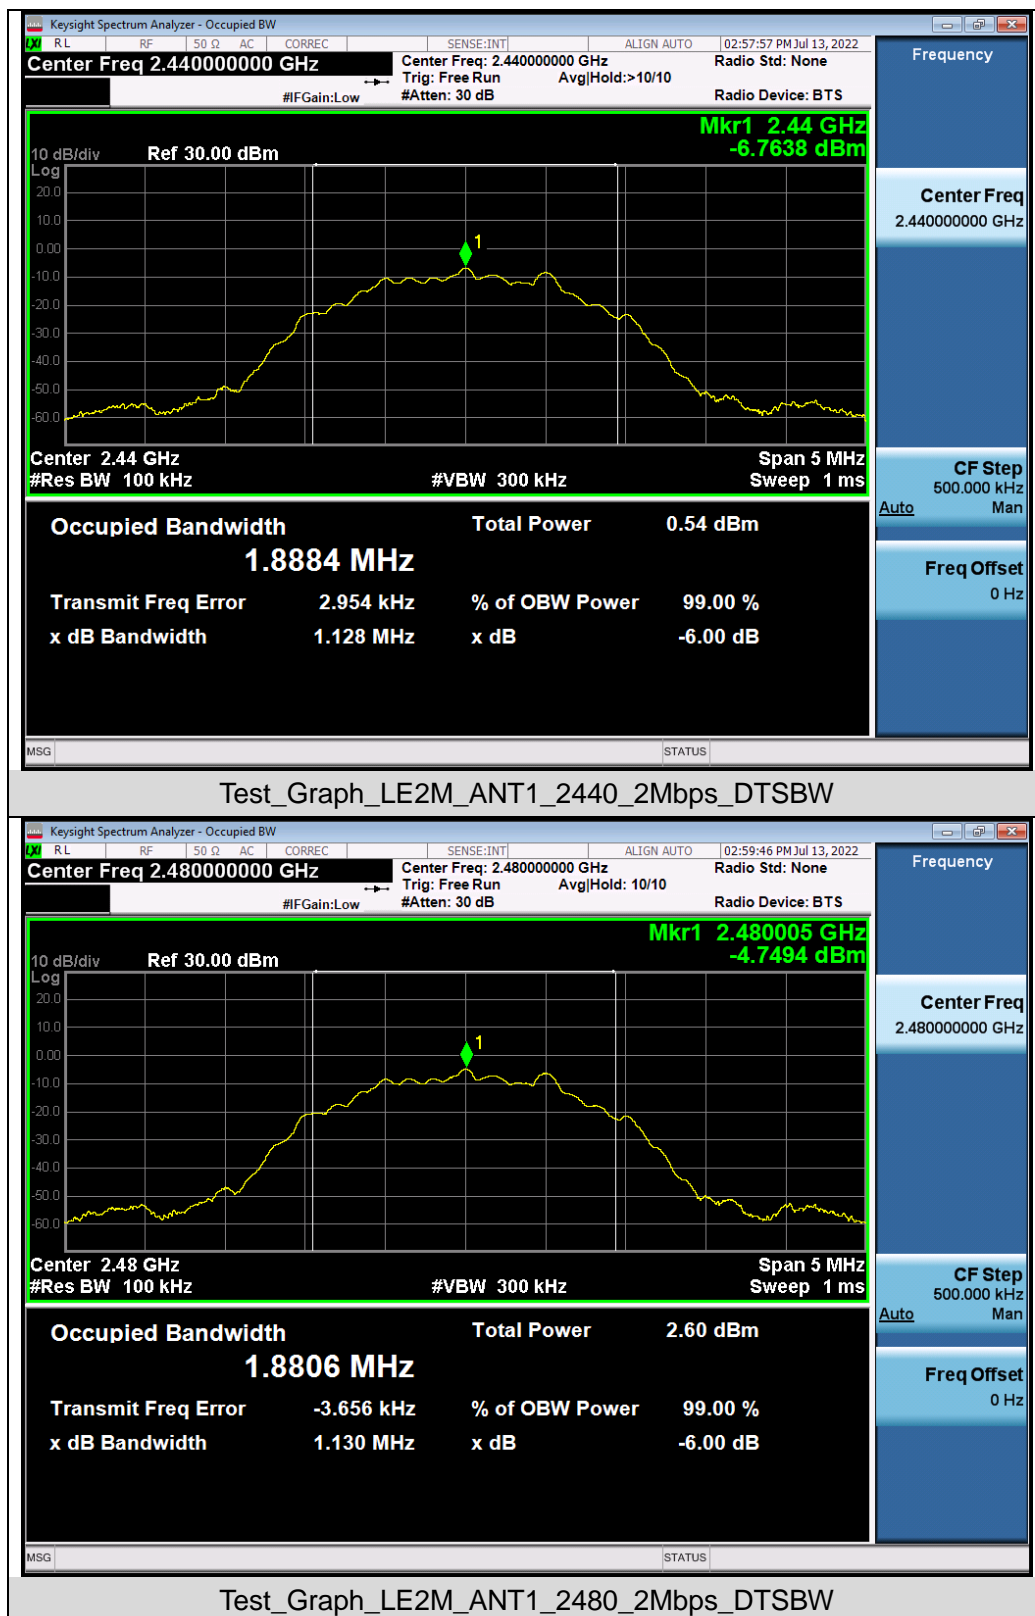 Keysight Spectrum Analyzer - Occupied BW
LXI RL RF 50 Ω AC CORREC SENSE:INT ALIGN AUTO 02:57:57 PM Jul 13, 2022
Center Freq 2.440000000 GHz Center Freq: 2.440000000 GHz Radio Std: None
Trig: Free Run Avg|Hold:>10/10
#IFGain:Low #Atten: 30 dB Radio Device: BTS
Frequency
Mkr1 2.44 GHz
-6.7638 dBm
10 dB/div Ref 30.00 dBm
Log
20.0
10.0
0.00
-10.0
-20.0
-30.0
-40.0
-50.0
-60.0
1
Center Freq
2.440000000 GHz
Center 2.44 GHz Span 5 MHz
#Res BW 100 kHz #VBW 300 kHz Sweep 1 ms
CF Step
500.000 kHz
Auto Man
Occupied Bandwidth Total Power 0.54 dBm
1.8884 MHz
Transmit Freq Error 2.954 kHz % of OBW Power 99.00 %
x dB Bandwidth 1.128 MHz x dB -6.00 dB
Freq Offset
0 Hz
MSG STATUS
Test_Graph_LE2M_ANT1_2440_2Mbps_DTSBW
Keysight Spectrum Analyzer - Occupied BW
LXI RL RF 50 Ω AC CORREC SENSE:INT ALIGN AUTO 02:59:46 PM Jul 13, 2022
Center Freq 2.480000000 GHz Center Freq: 2.480000000 GHz Radio Std: None
Trig: Free Run Avg|Hold: 10/10
#IFGain:Low #Atten: 30 dB Radio Device: BTS
Frequency
Mkr1 2.480005 GHz
-4.7494 dBm
10 dB/div Ref 30.00 dBm
Log
20.0
10.0
0.00
-10.0
-20.0
-30.0
-40.0
-50.0
-60.0
1
Center Freq
2.480000000 GHz
Center 2.48 GHz Span 5 MHz
#Res BW 100 kHz #VBW 300 kHz Sweep 1 ms
CF Step
500.000 kHz
Auto Man
Occupied Bandwidth Total Power 2.60 dBm
1.8806 MHz
Transmit Freq Error -3.656 kHz % of OBW Power 99.00 %
x dB Bandwidth 1.130 MHz x dB -6.00 dB
Freq Offset
0 Hz
MSG STATUS
Test_Graph_LE2M_ANT1_2480_2Mbps_DTSBW